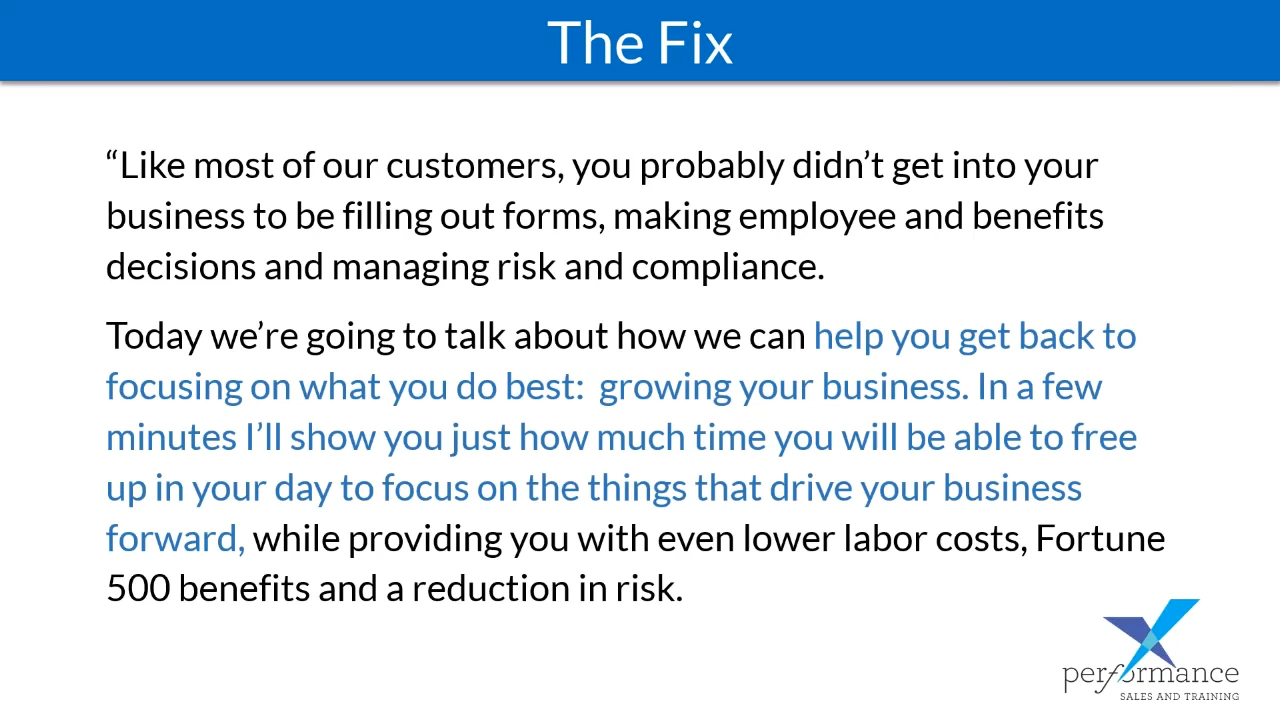 The Fix
“Like most of our customers, you probably didn’t get into your
business to be filling out forms, making employee and benefits
decisions and managing risk and compliance.
Today we’re going to talk about how we can help you get back to
focusing on what you do best:  growing your business. In a few
minutes I’ll show you just how much time you will be able to free
up in your day to focus on the things that drive your business
forward, while providing you with even lower labor costs, Fortune
500 benefits and a reduction in risk.
performance
SALES AND TRAINING